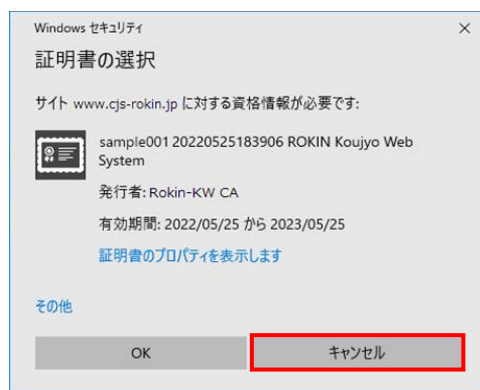 Windows セキュリティ
証明書の選択
サイト www.cjs-rokin.jp に対する資格情報が必要です:
sample001 20220525183906 ROKIN Koujyo Web
System
発行者: Rokin-KW CA
有効期間: 2022/05/25 から 2023/05/25
証明書のプロパティを表示します
その他
OK
キャンセル